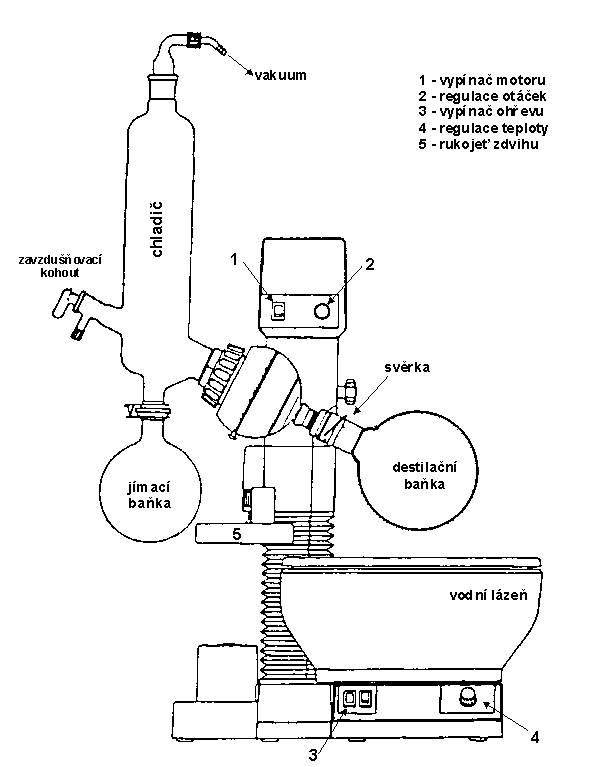 vakuum
1 - vypínač motoru
2 - regulace otáček
3 - vypínač ohřevu
4 - regulace teploty
5 - rukojeť zdvihu
chladič
zavzdušňovací
kohout
1
2
svěrka
destilační
baňka
jímací
baňka
5
vodní lázeň
3
4